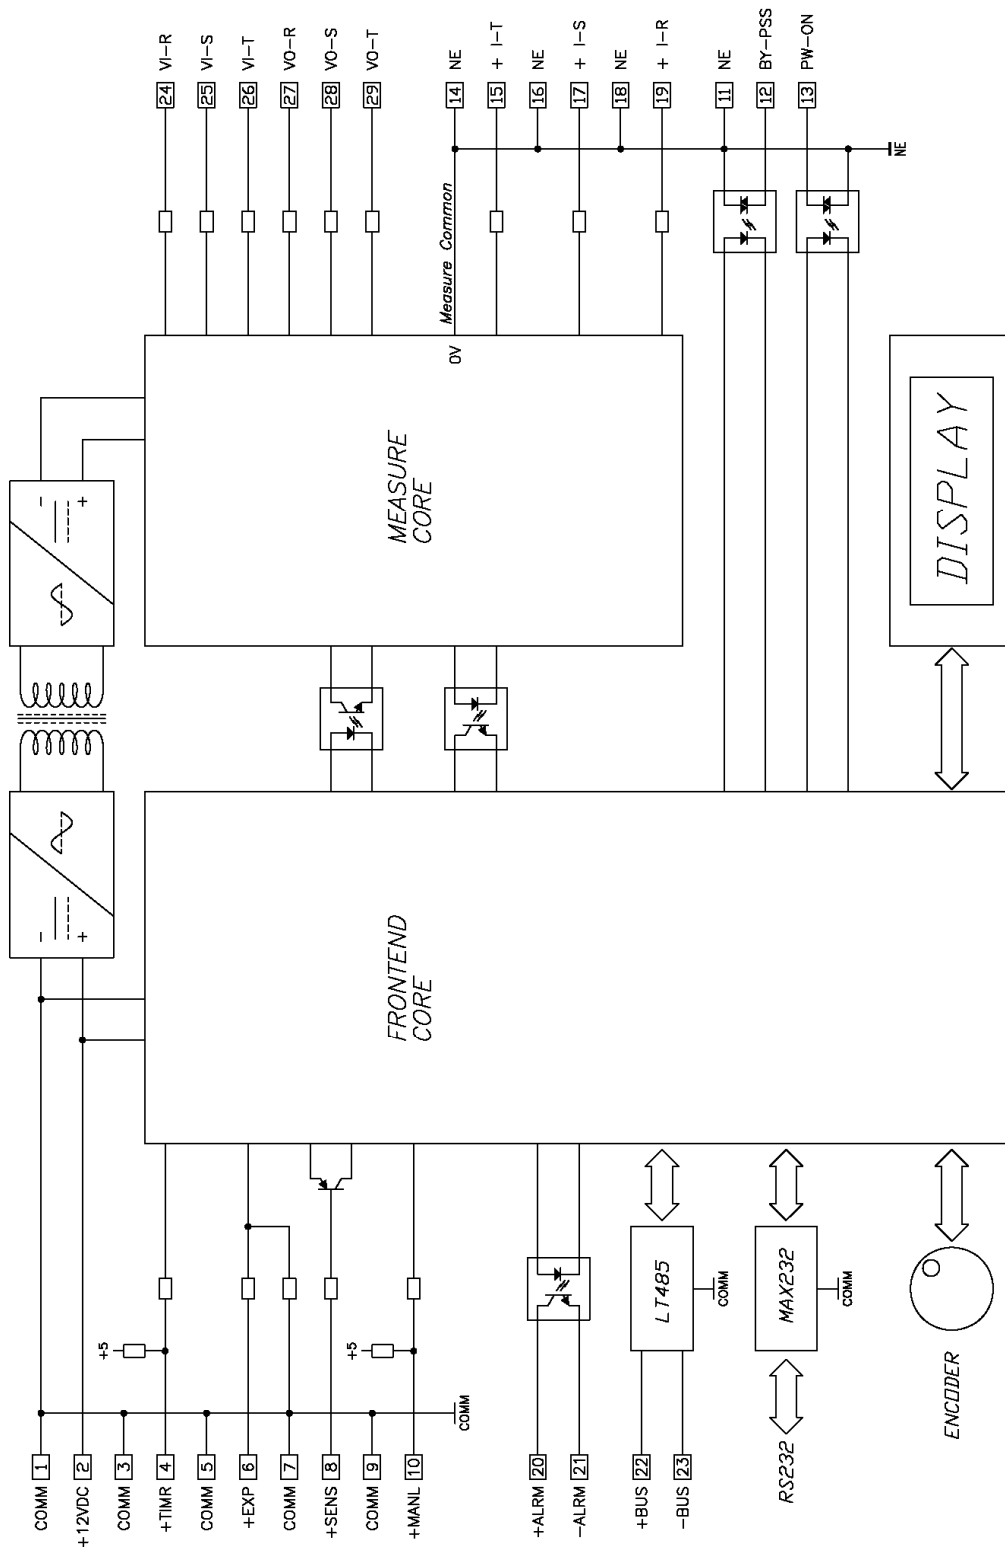 COMM 1
+12VDC 2
COMM 3
+TIMR 4
COMM 5
+EXP 6
COMM 7
+SENS 8
COMM 9
+MANL 10
+ALRM 20
-ALRM 21
+BUS 22
-BUS 23
RS232
ENCODER
+5
+5
COMM
LT485
COMM
MAX232
COMM
-
+
FRONTEND
CORE
-
+
MEASURE
CORE
0V
Measure Common
DISPLAY
24 VI-R
25 VI-S
26 VI-T
27 VO-R
28 VO-S
29 VO-T
14 NE
15 + I-T
16 NE
17 + I-S
18 NE
19 + I-R
11 NE
12 BY-PSS
13 PW-ON
NE